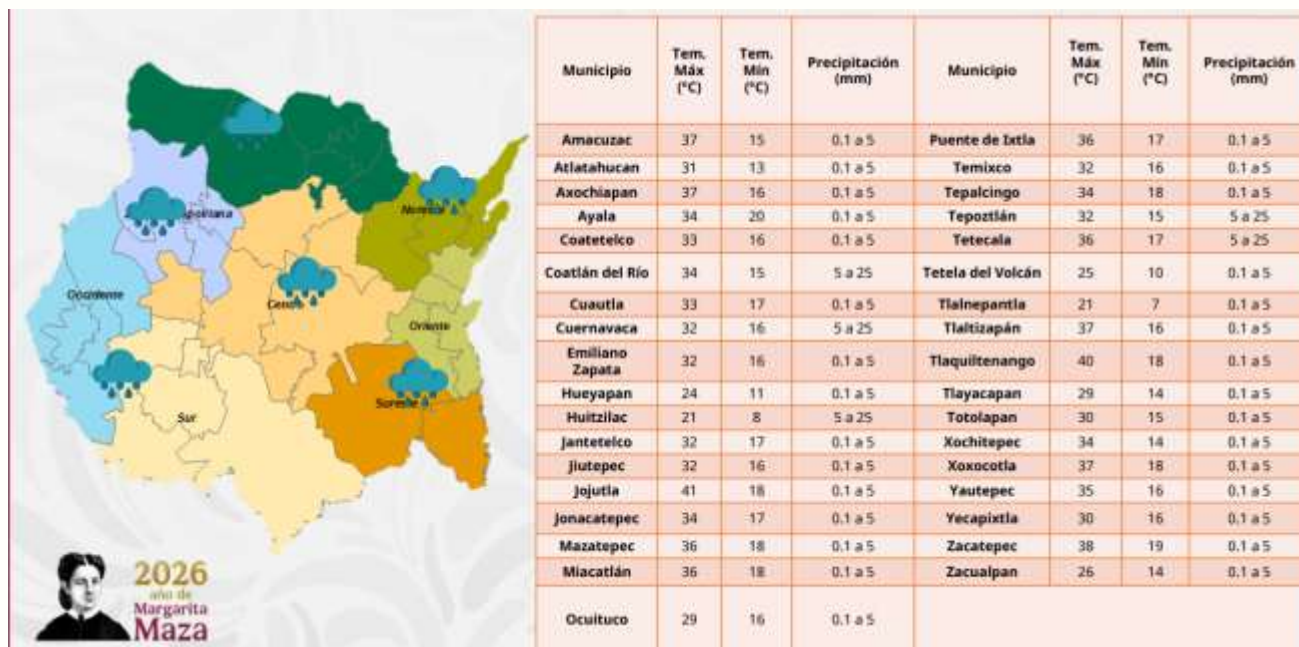 Noreste
Occidente
Centro
Oriente
Sureste
Sur
2026
año de
Margarita
Maza
Municipio Tem. Máx (°C) Tem. Mín (°C) Precipitación (mm) Municipio Tem. Máx (°C) Tem. Mín (°C) Precipitación (mm)
Amacuzac 37 15 0.1 a 5 Puente de Ixtla 36 17 0.1 a 5
Atlatahucan 31 13 0.1 a 5 Temixco 32 16 0.1 a 5
Axochiapan 37 16 0.1 a 5 Tepalcingo 34 18 0.1 a 5
Ayala 34 20 0.1 a 5 Tepoztlán 32 15 5 a 25
Coatetelco 33 16 0.1 a 5 Tetecala 36 17 5 a 25
Coatlán del Río 34 15 5 a 25 Tetela del Volcán 25 10 0.1 a 5
Cuautla 33 17 0.1 a 5 Tlalnepantla 21 7 0.1 a 5
Cuernavaca 32 16 5 a 25 Tlaltizapán 37 16 0.1 a 5
Emiliano Zapata 32 16 0.1 a 5 Tlaquiltenango 40 18 0.1 a 5
Hueyapan 24 11 0.1 a 5 Tlayacapan 29 14 0.1 a 5
Huitzilac 21 8 5 a 25 Totolapan 30 15 0.1 a 5
Jantetelco 32 17 0.1 a 5 Xochitepec 34 14 0.1 a 5
Jiutepec 32 16 0.1 a 5 Xoxocotla 37 18 0.1 a 5
Jojutla 41 18 0.1 a 5 Yautepec 35 16 0.1 a 5
Jonacatepec 34 17 0.1 a 5 Yecapixtla 30 16 0.1 a 5
Mazatepec 36 18 0.1 a 5 Zacatepec 38 19 0.1 a 5
Miacatlán 36 18 0.1 a 5 Zacualpan 26 14 0.1 a 5
Ocuituco 29 16 0.1 a 5